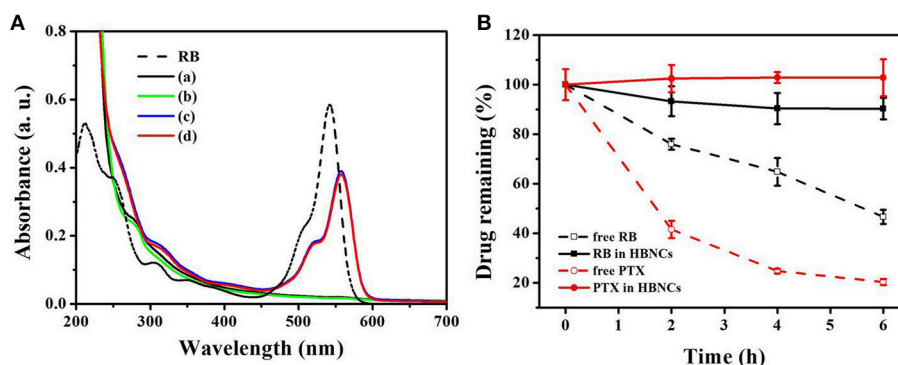 A
Absorbance (a. u.)
0.8
0.6
0.4
0.2
0.0
RB
(a)
(b)
(c)
(d)
200 300 400 500 600 700
Wavelength (nm)
B
Drug remaining (%)
120
100
80
60
40
20
free RB
RB in HBNCs
free PTX
PTX in HBNCs
0 1 2 3 4 5 6
Time (h)